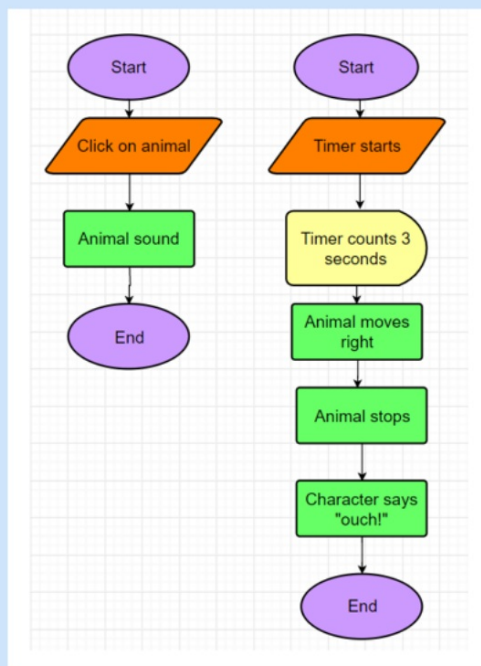 Start
Click on animal
Animal sound
End
Start
Timer starts
Timer counts 3
seconds
Animal moves
right
Animal stops
Character says
"ouch!"
End